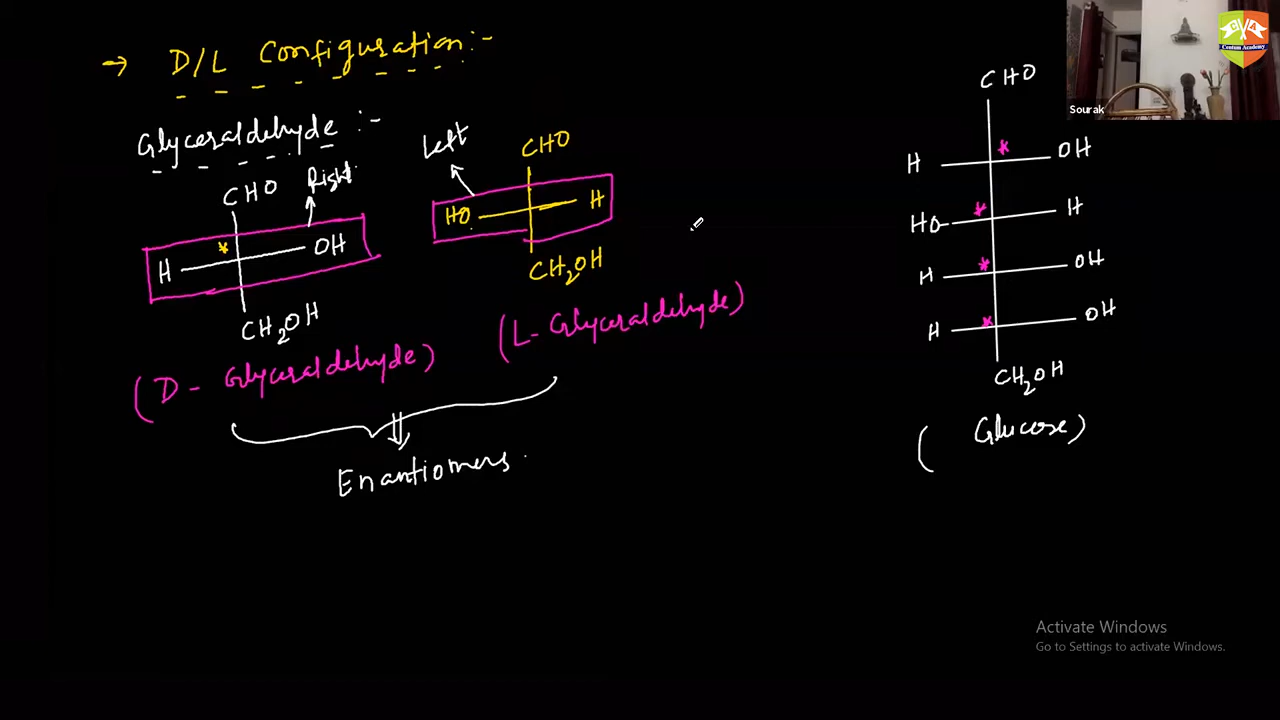 → D/L Configuration:-
Glyceraldehyde :-
CHO
Right
* H OH
CH2OH
(D- Glyceraldehyde)
Left
CHO
HO H
CH2OH
(L- Glyceraldehyde)
Enantiomers.
CHO
H * OH
HO * H
H * OH
H * OH
CH2OH
( Glucose)
Sourak
Centum Academy
Activate Windows
Go to Settings to activate Windows.